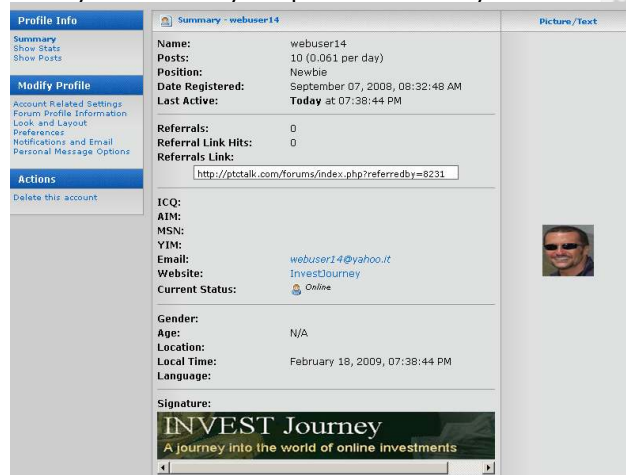 Profile Info
Summary
Show Stats
Show Posts
Modify Profile
Account Related Settings
Forum Profile Information
Look and Layout
Preferences
Notifications and Email
Personal Message Options
Actions
Delete this account
Summary - webuser14
Picture/Text
Name: webuser14
Posts: 10 (0.061 per day)
Position: Newbie
Date Registered: September 07, 2008, 08:32:48 AM
Last Active: Today at 07:38:44 PM
Referrals: 0
Referral Link Hits: 0
Referrals Link:
http://ptctalk.com/forums/index.php?referredby=8231
ICQ:
AIM:
MSN:
YIM:
Email: webuser14@yahoo.it
Website: InvestJourney
Current Status: Online
Gender:
Age: N/A
Location:
Local Time: February 18, 2009, 07:38:44 PM
Language:
Signature:
INVEST Journey
A journey into the world of online investments